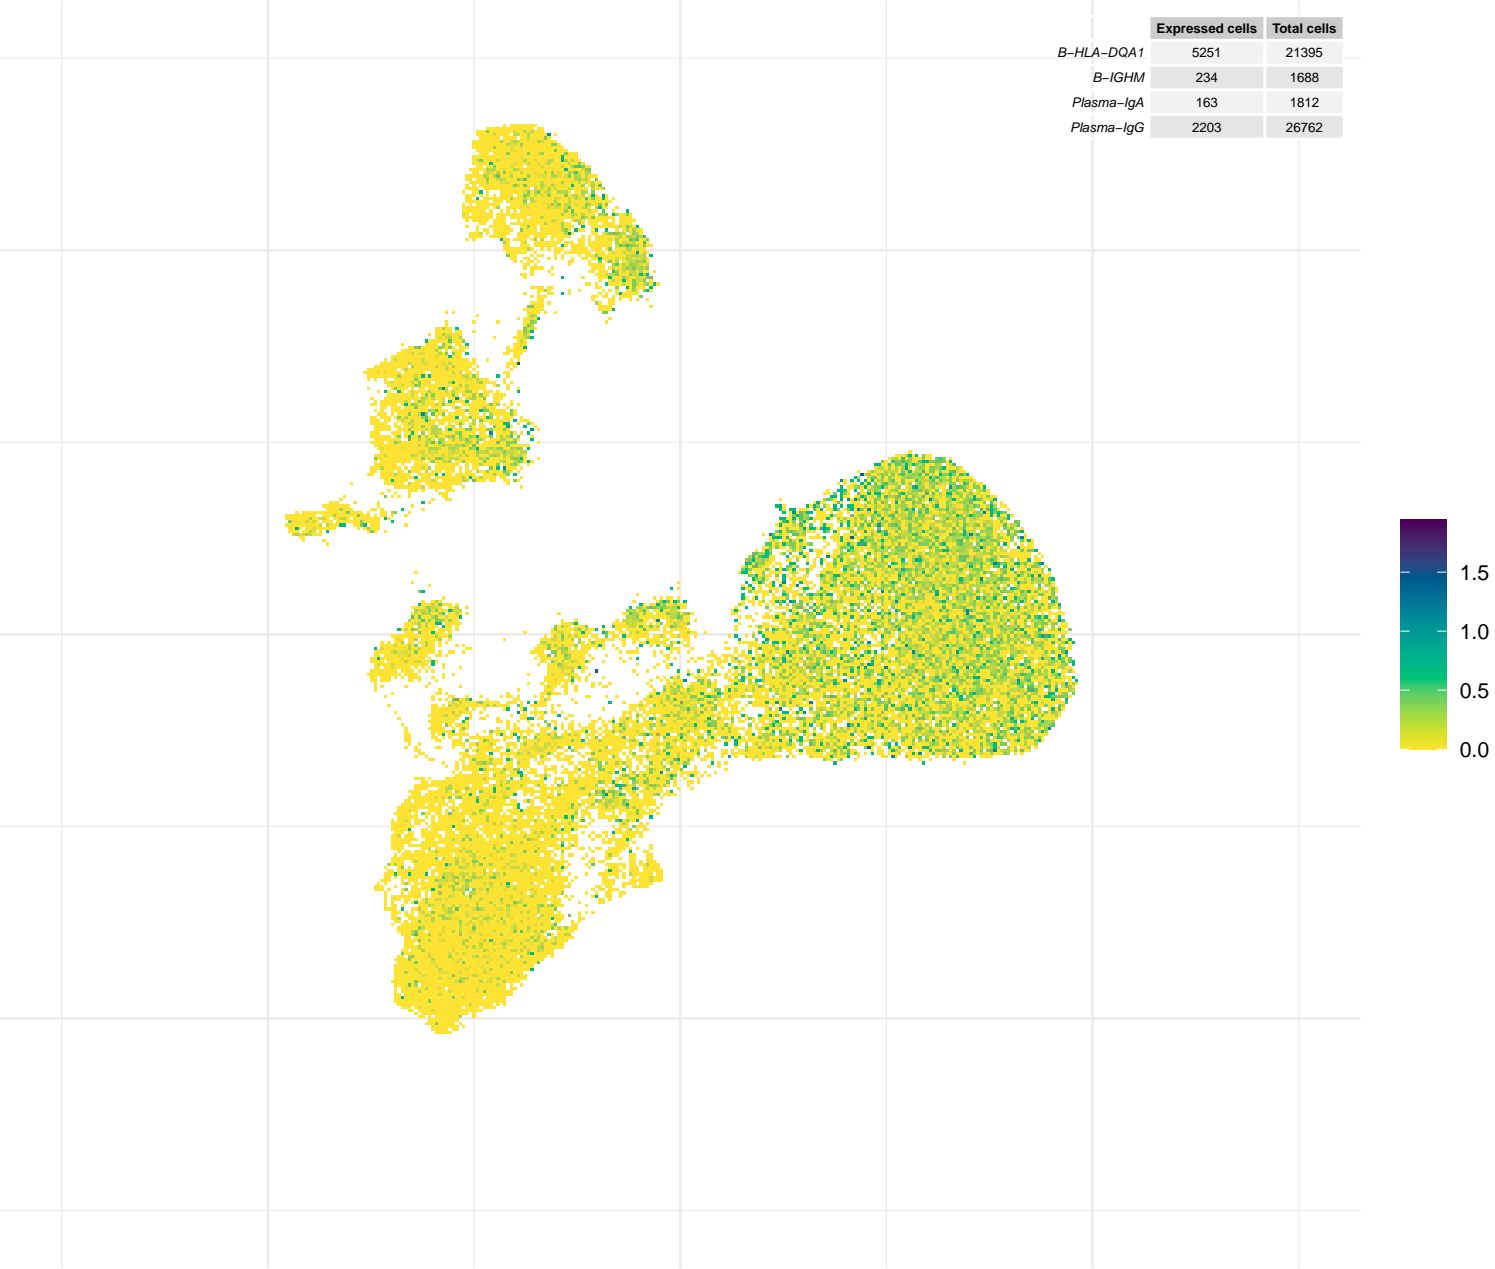 Expressed cells Total cells
B−HLA−DQA1 5251 21395
B−IGHM 234 1688
Plasma−IgA 163 1812
Plasma−IgG 2203 26762
1.5
1.0
0.5
0.0